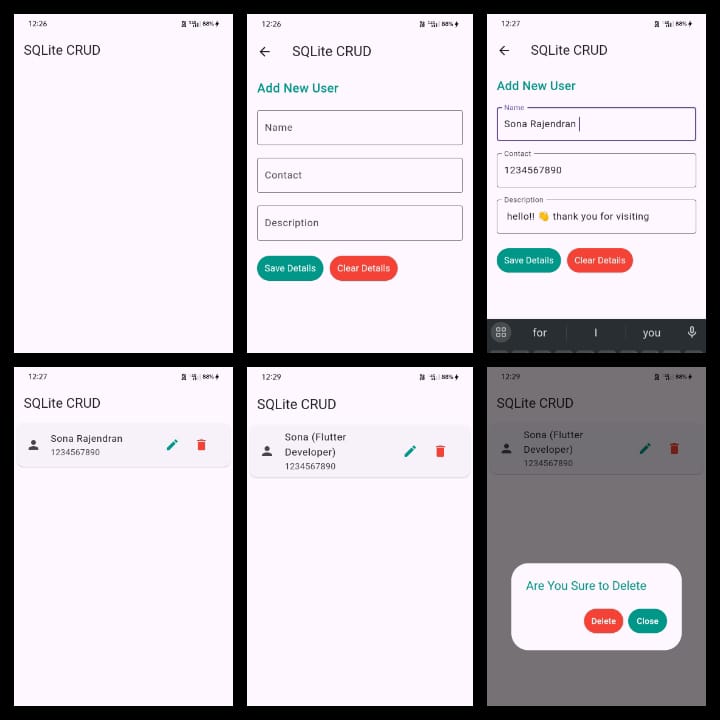 12:26
88%
SQLite CRUD
12:26
88%
SQLite CRUD
Add New User
Name
Contact
Description
Save Details
Clear Details
12:27
88%
SQLite CRUD
Add New User
Name
Sona Rajendran
Contact
1234567890
Description
hello!! 👋 thank you for visiting
Save Details
Clear Details
for
I
you
12:27
88%
SQLite CRUD
Sona Rajendran
1234567890
12:29
88%
SQLite CRUD
Sona (Flutter
Developer)
1234567890
12:29
88%
SQLite CRUD
Sona (Flutter
Developer)
1234567890
Are You Sure to Delete
Delete
Close